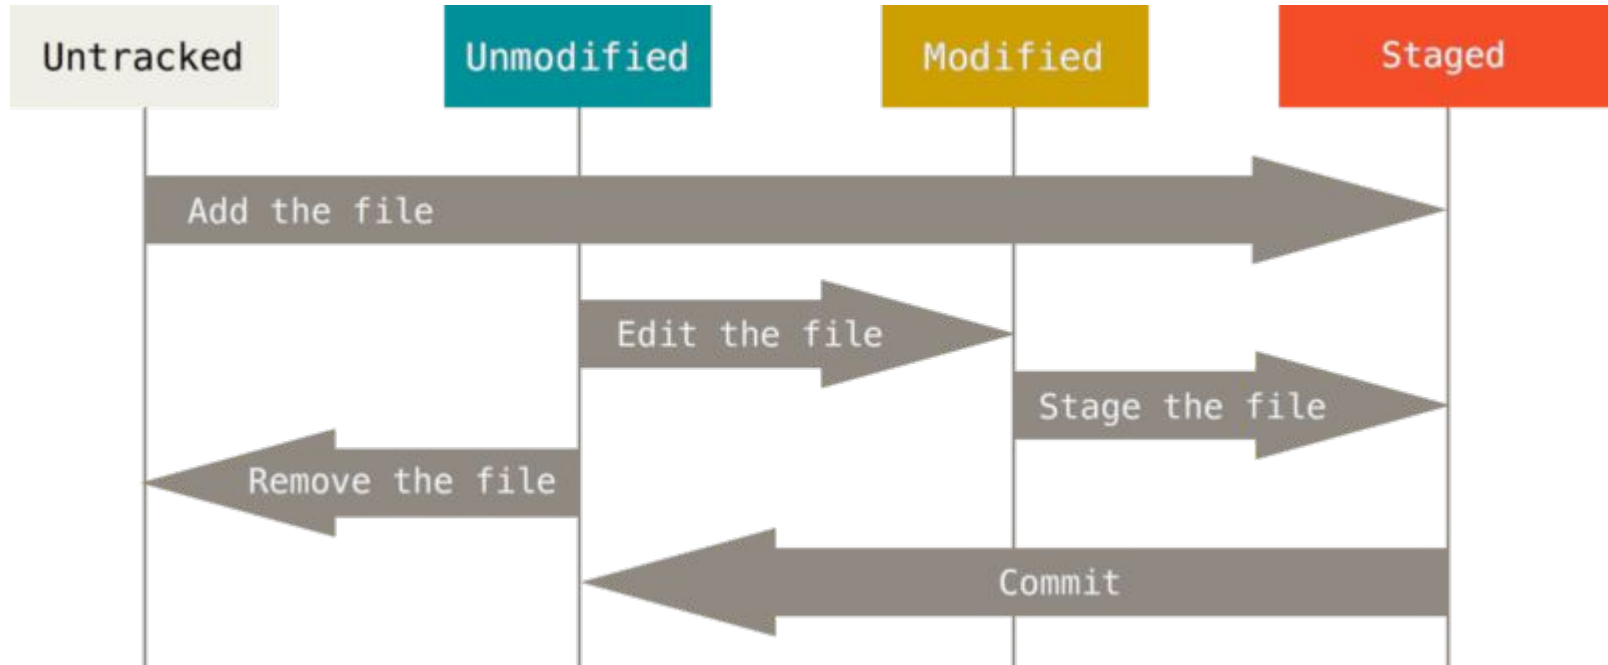 Untracked
Unmodified
Modified
Staged
Add the file
Edit the file
Stage the file
Remove the file
Commit